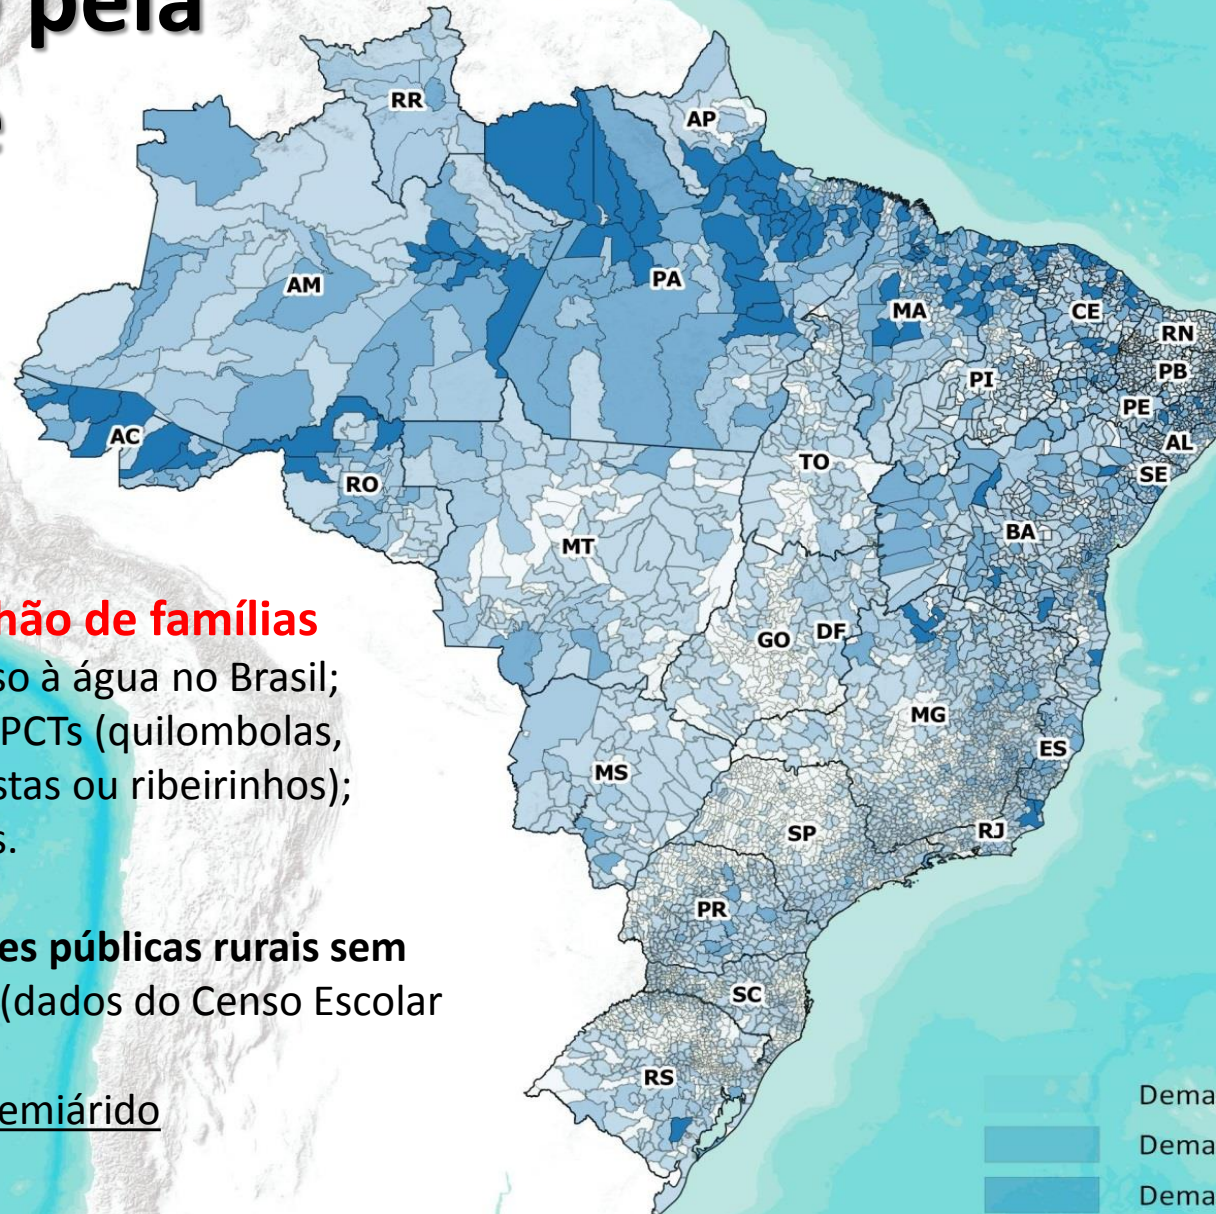 pela
RR
AP
AM
PA
MA
CE
RN
PB
PI
PE
AL
AC
SE
TO
RO
BA
MT
hão de famílias
GO
DF
so à água no Brasil;
PCTs (quilombolas,
MG
ES
stas ou ribeirinhos);
MS
SP
RJ
s.
PR
es públicas rurais sem
SC
(dados do Censo Escolar
RS
emiárido
Dema
Dema
Dema